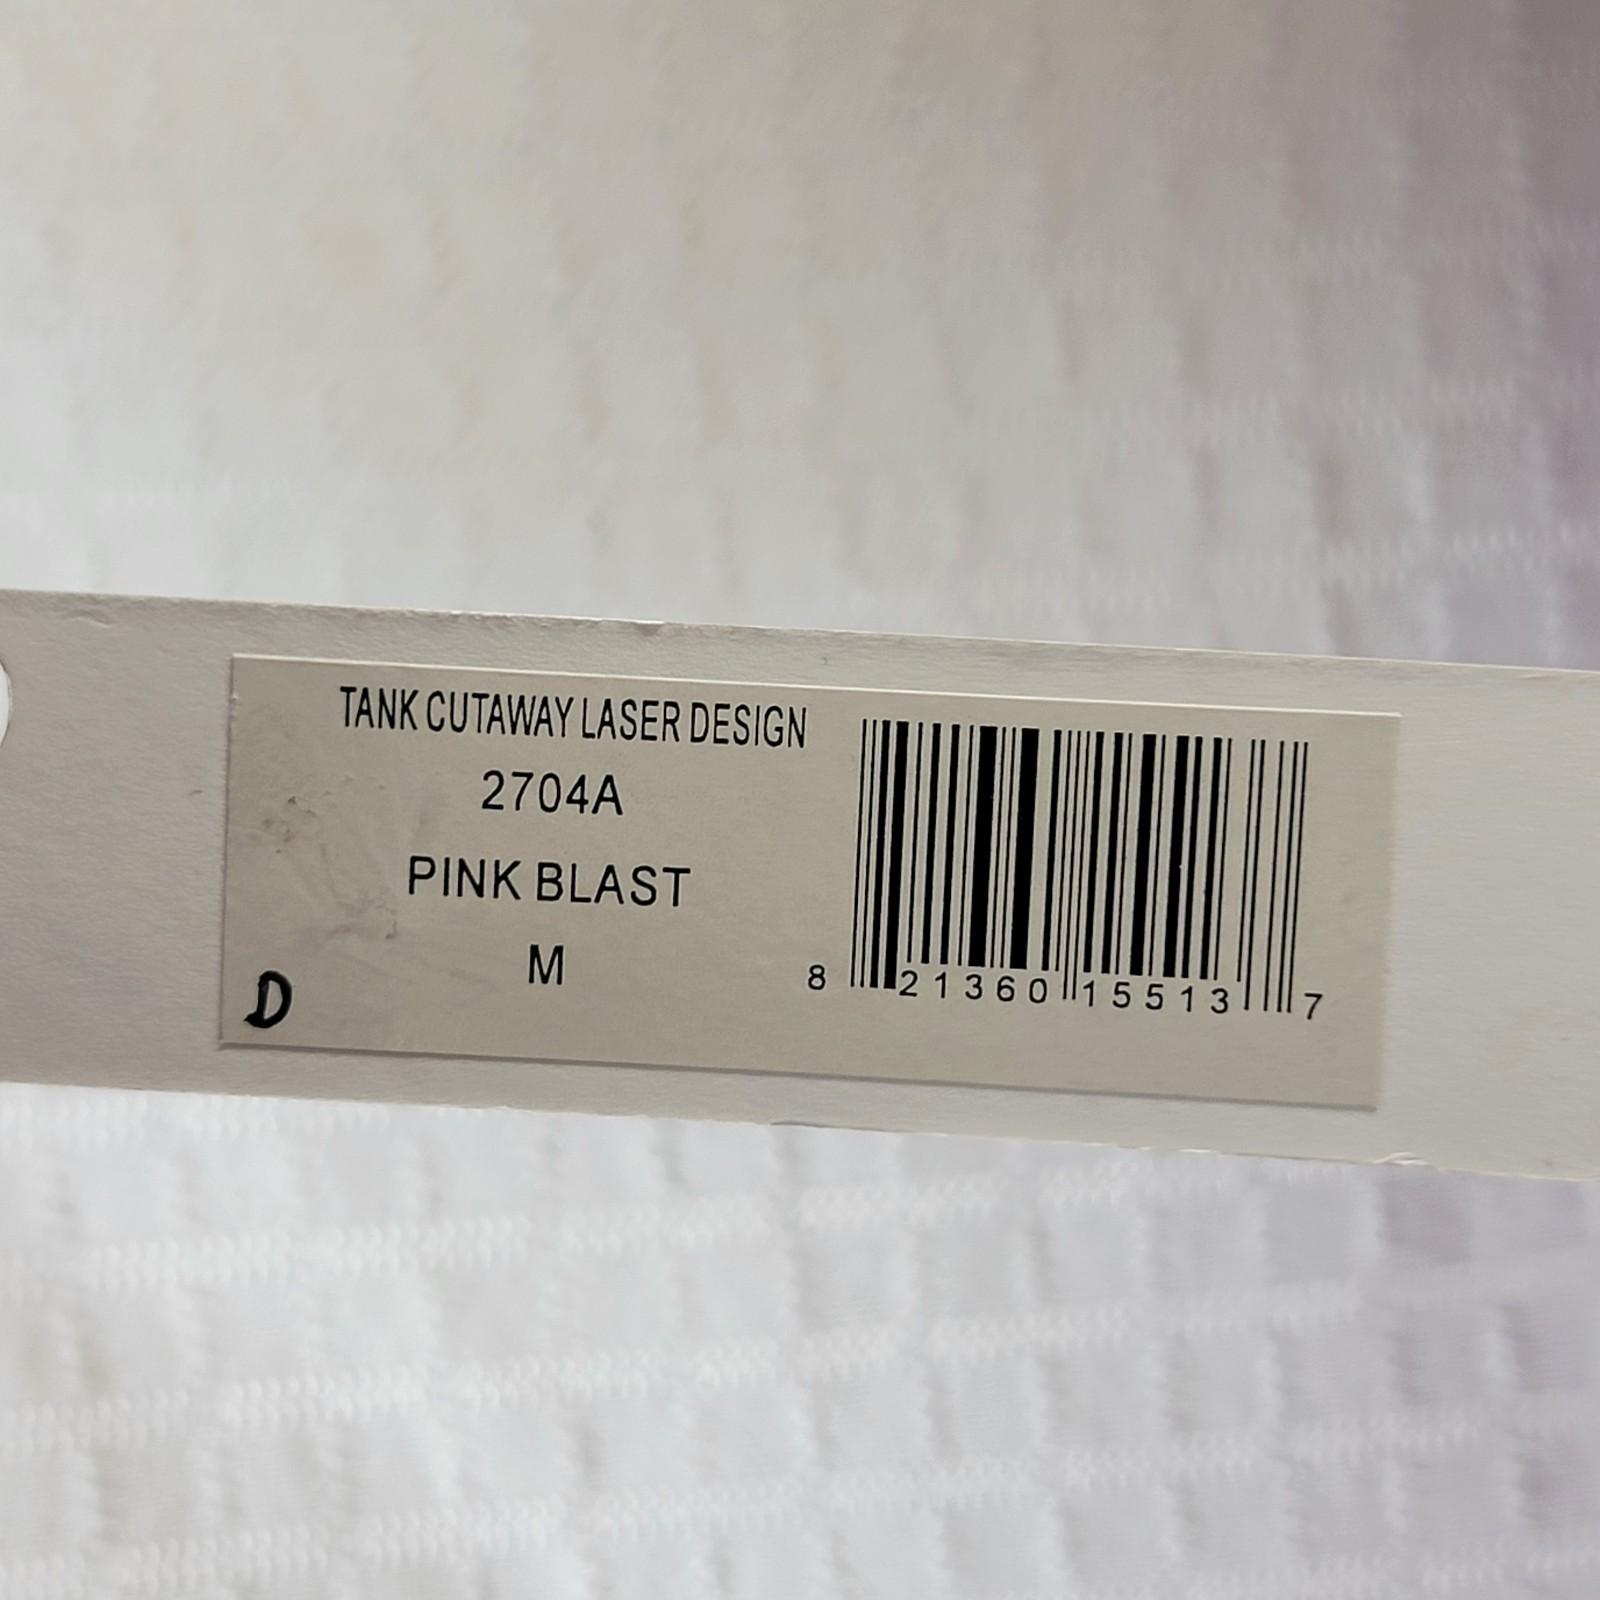 TANK CUTAWAY LASER DESIGN
2704A
PINK BLAST
M
D
8 21360 15513 7